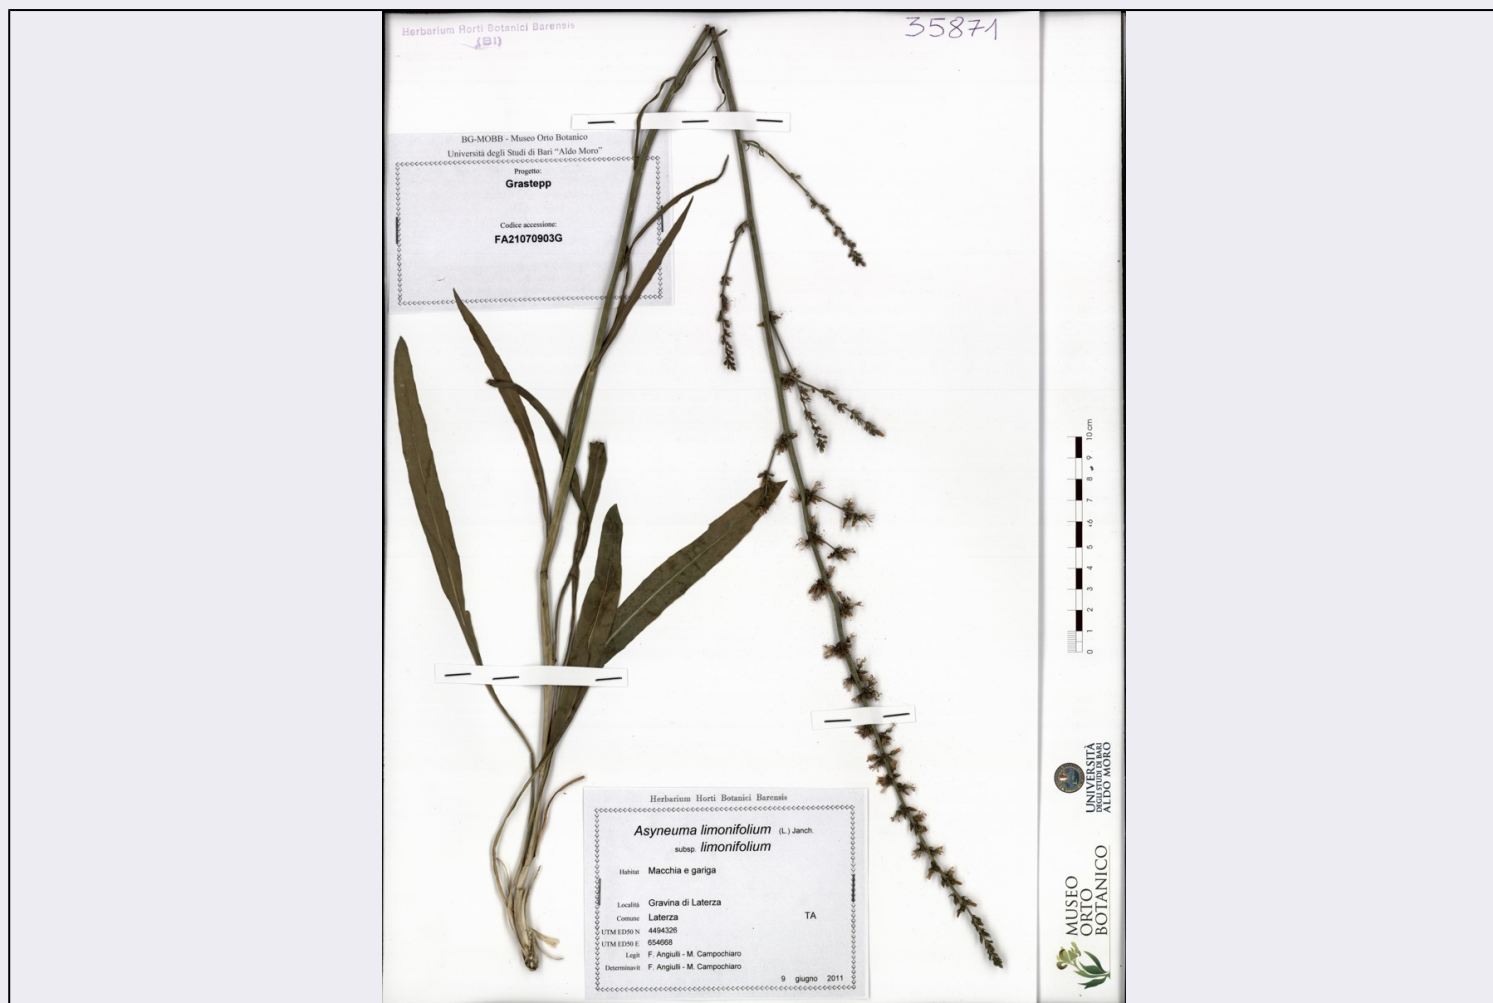 Herbarium Horti Botanici Barensis
(BI)
35871
BG-MOBB - Museo Orto Botanico
Università degli Studi di Bari "Aldo Moro"
Progetto:
Grastepp
Codice accessione:
FA21070903G
Herbarium Horti Botanici Barensis
Asyneuma limonifolium (L.) Janch.
subsp. limonifolium
Habitat Macchia e gariga
Località Gravina di Laterza
Comune Laterza TA
UTM ED50 N 4494326
UTM ED50 E 654668
Legit F. Angiulli - M. Campochiaro
Determinavit F. Angiulli - M. Campochiaro
9 giugno 2011
0 1 2 3 4 5 6 7 8 9 10 cm
UNIVERSITÀ
DEGLI STUDI DI BARI
ALDO MORO
MUSEO
ORTO
BOTANICO